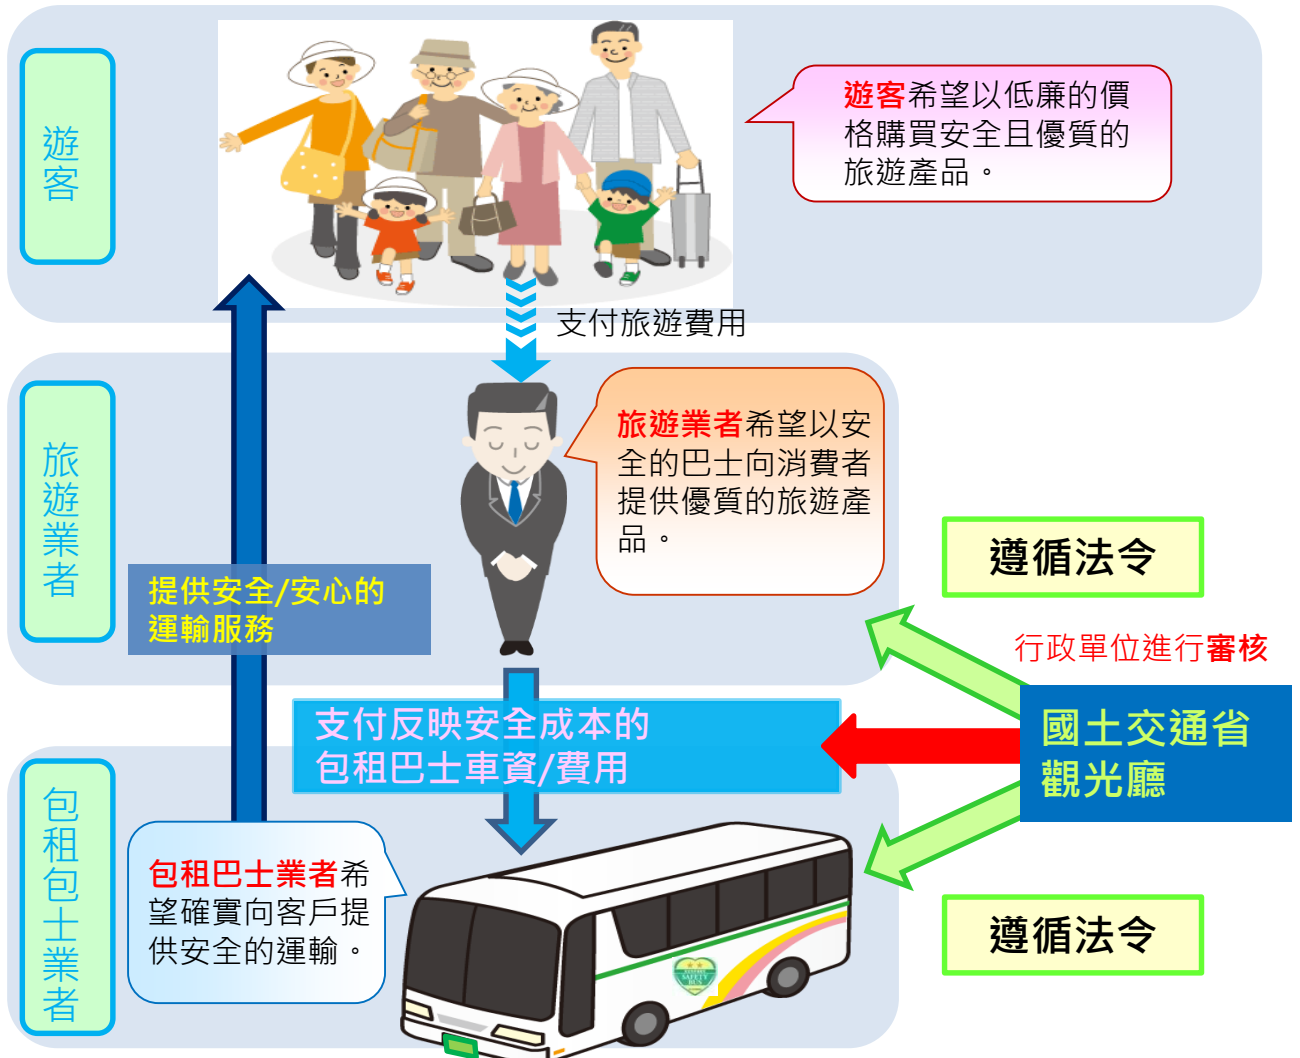 遊客
遊客希望以低廉的價
格購買安全且優質的
旅遊產品。
支付旅遊費用
旅遊業者
旅遊業者希望以安
全的巴士向消費者
提供優質的旅遊產
品。
遵循法令
提供安全/安心的
運輸服務
行政單位進行審核
國土交通省
觀光廳
支付反映安全成本的
包租巴士車資/費用
包租包士業者
包租巴士業者希
望確實向客戶提
供安全的運輸。
SAFETY
BUS
遵循法令